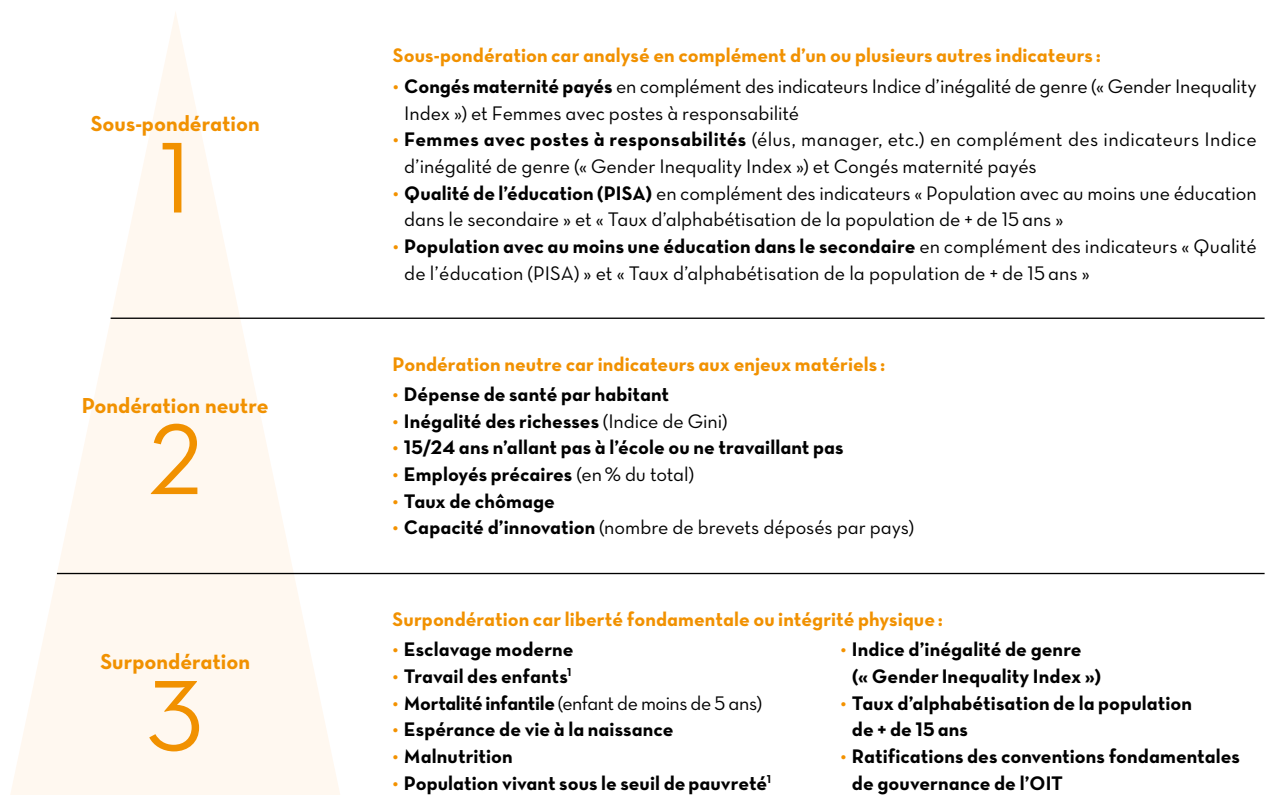 Sous-pondération
1
Sous-pondération car analysé en complément d’un ou plusieurs autres indicateurs :
• Congés maternité payés en complément des indicateurs Indice d’inégalité de genre (« Gender Inequality
Index ») et Femmes avec postes à responsabilité
• Femmes avec postes à responsabilités (élus, manager, etc.) en complément des indicateurs Indice
d’inégalité de genre (« Gender Inequality Index ») et Congés maternité payés
• Qualité de l’éducation (PISA) en complément des indicateurs « Population avec au moins une éducation
dans le secondaire » et « Taux d’alphabétisation de la population de + de 15 ans »
• Population avec au moins une éducation dans le secondaire en complément des indicateurs « Qualité
de l’éducation (PISA) » et « Taux d’alphabétisation de la population de + de 15 ans »
Pondération neutre
2
Pondération neutre car indicateurs aux enjeux matériels :
• Dépense de santé par habitant
• Inégalité des richesses (Indice de Gini)
• 15/24 ans n’allant pas à l’école ou ne travaillant pas
• Employés précaires (en % du total)
• Taux de chômage
• Capacité d’innovation (nombre de brevets déposés par pays)
Surpondération
3
Surpondération car liberté fondamentale ou intégrité physique :
• Esclavage moderne
• Travail des enfants¹
• Mortalité infantile (enfant de moins de 5 ans)
• Espérance de vie à la naissance
• Malnutrition
• Population vivant sous le seuil de pauvreté¹
• Indice d’inégalité de genre
(« Gender Inequality Index »)
• Taux d’alphabétisation de la population
de + de 15 ans
• Ratifications des conventions fondamentales
de gouvernance de l’OIT